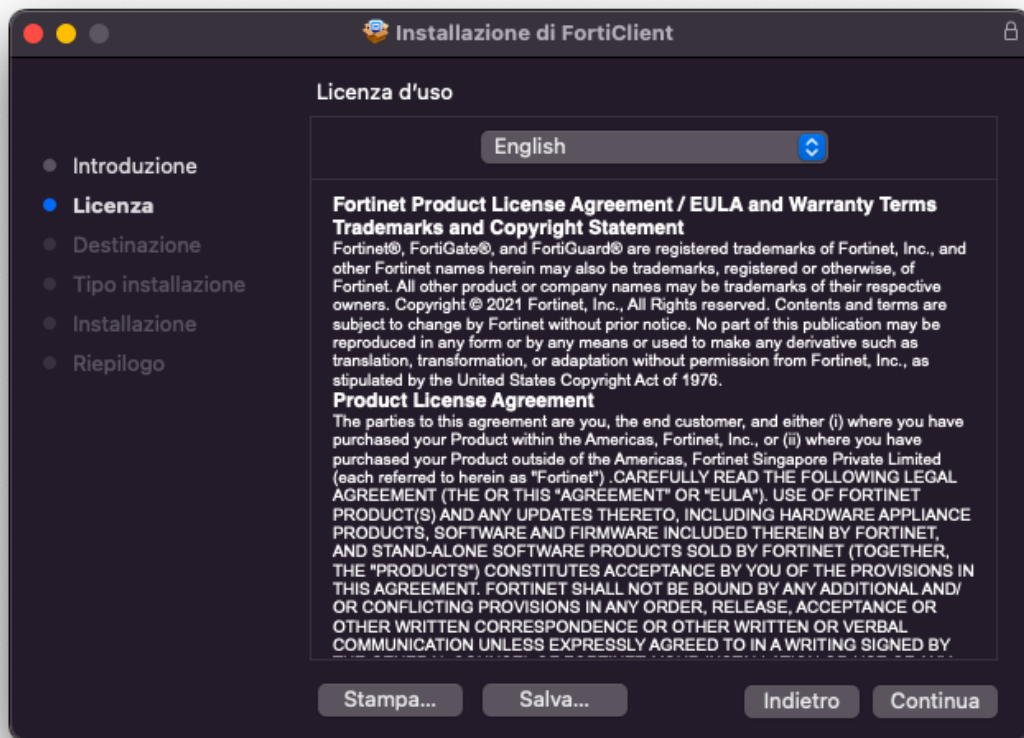 Installazione di FortiClient
Licenza d'uso
English
Introduzione
Licenza
Destinazione
Tipo installazione
Installazione
Riepilogo
Fortinet Product License Agreement / EULA and Warranty Terms
Trademarks and Copyright Statement
Fortinet®, FortiGate®, and FortiGuard® are registered trademarks of Fortinet, Inc., and
other Fortinet names herein may also be trademarks, registered or otherwise, of
Fortinet. All other product or company names may be trademarks of their respective
owners. Copyright © 2021 Fortinet, Inc., All Rights reserved. Contents and terms are
subject to change by Fortinet without prior notice. No part of this publication may be
reproduced in any form or by any means or used to make any derivative such as
translation, transformation, or adaptation without permission from Fortinet, Inc., as
stipulated by the United States Copyright Act of 1976.
Product License Agreement
The parties to this agreement are you, the end customer, and either (i) where you have
purchased your Product within the Americas, Fortinet, Inc., or (ii) where you have
purchased your Product outside of the Americas, Fortinet Singapore Private Limited
(each referred to herein as "Fortinet") .CAREFULLY READ THE FOLLOWING LEGAL
AGREEMENT (THE OR THIS “AGREEMENT” OR “EULA”). USE OF FORTINET
PRODUCT(S) AND ANY UPDATES THERETO, INCLUDING HARDWARE APPLIANCE
PRODUCTS, SOFTWARE AND FIRMWARE INCLUDED THEREIN BY FORTINET,
AND STAND-ALONE SOFTWARE PRODUCTS SOLD BY FORTINET (TOGETHER,
THE "PRODUCTS") CONSTITUTES ACCEPTANCE BY YOU OF THE PROVISIONS IN
THIS AGREEMENT. FORTINET SHALL NOT BE BOUND BY ANY ADDITIONAL AND/
OR CONFLICTING PROVISIONS IN ANY ORDER, RELEASE, ACCEPTANCE OR
OTHER WRITTEN CORRESPONDENCE OR OTHER WRITTEN OR VERBAL
COMMUNICATION UNLESS EXPRESSLY AGREED TO IN A WRITING SIGNED BY
Stampa...
Salva...
Indietro
Continua